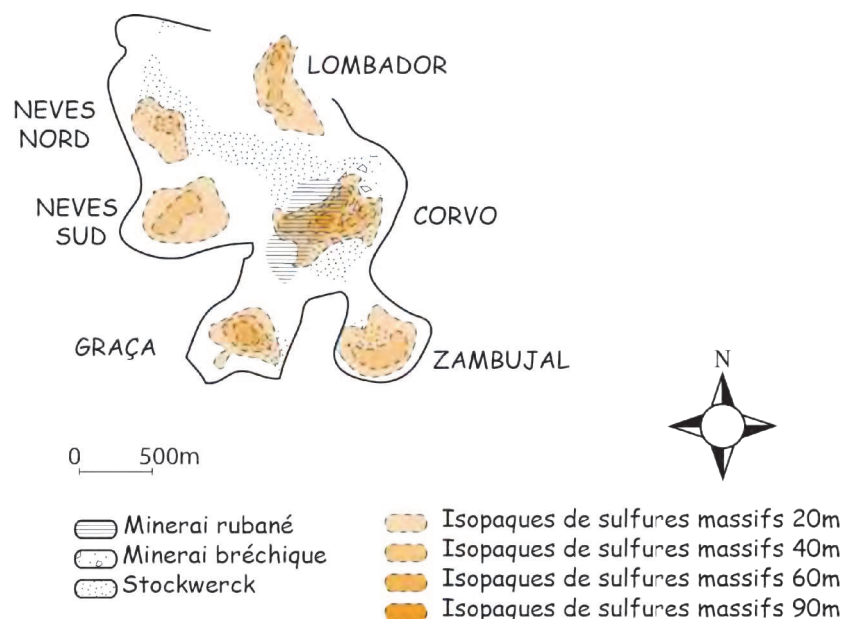 LOMBADOR
NEVES
NORD
NEVES
SUD
CORVO
GRAÇA
ZAMBUJAL
N
0 500m
Minerai rubané
Minerai bréchique
Stockwerck
Isopaques de sulfures massifs 20m
Isopaques de sulfures massifs 40m
Isopaques de sulfures massifs 60m
Isopaques de sulfures massifs 90m